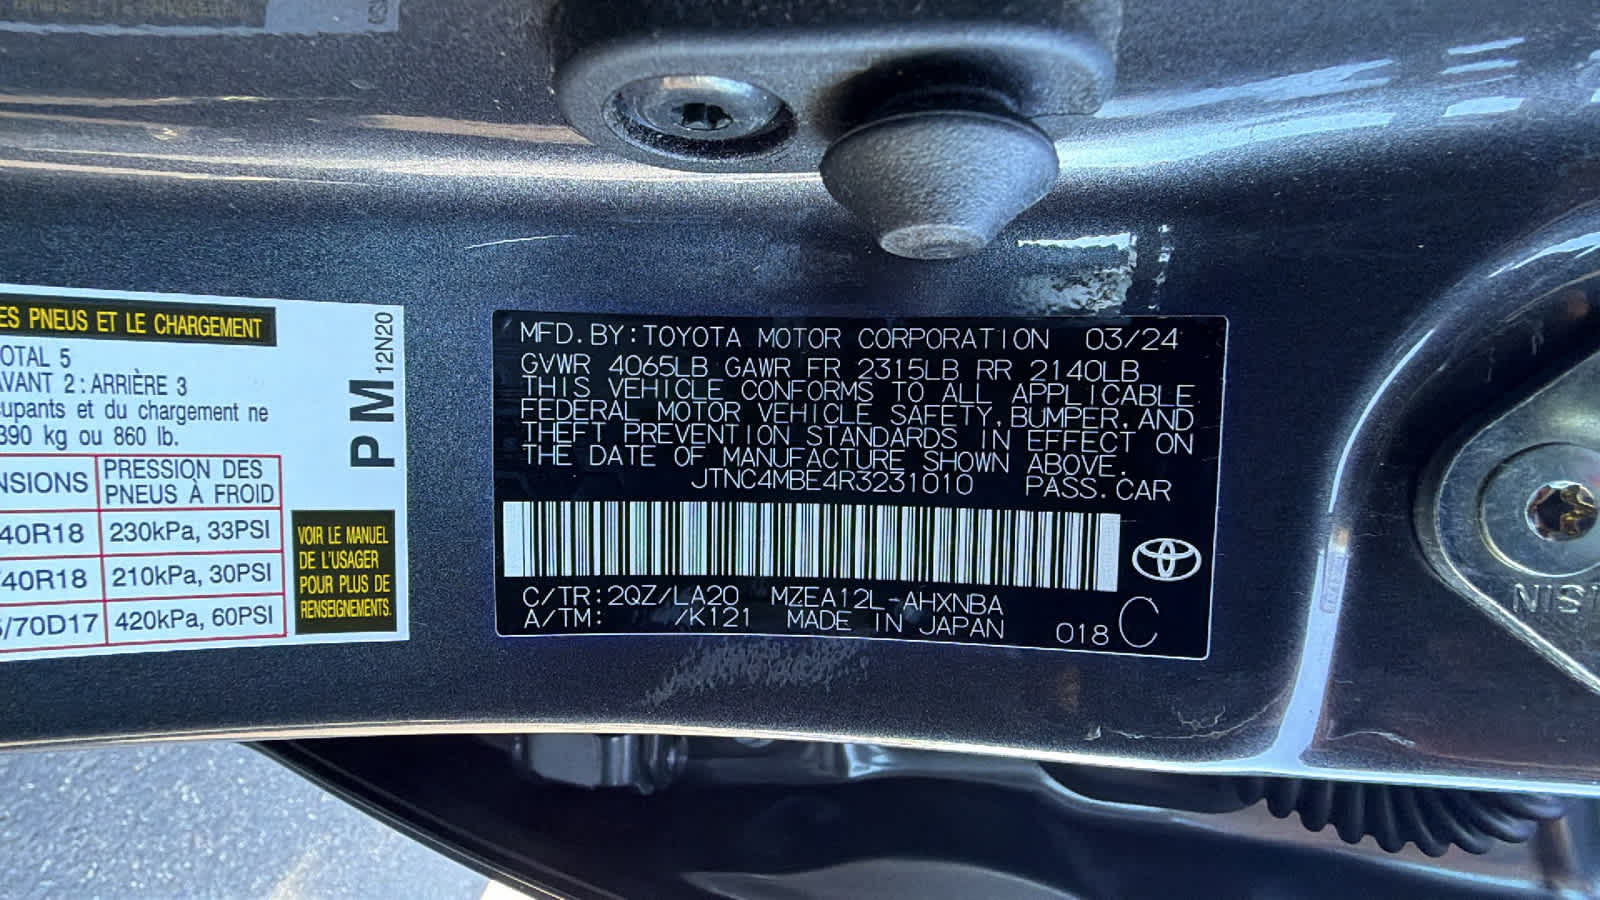 ES PNEUS ET LE CHARGEMENT
OTAL 5
AVANT 2 : ARRIÈRE 3
cupants et du chargement ne
390 kg ou 860 lb.
NSIONS PRESSION DES
PNEUS À FROID
40R18 230kPa, 33PSI
40R18 210kPa, 30PSI
/70D17 420kPa, 60PSI
PM 12N20
VOIR LE MANUEL
DE L'USAGER
POUR PLUS DE
RENSEIGNEMENTS.
MFD. BY: TOYOTA MOTOR CORPORATION 03/24
GVWR 4065LB GAWR FR 2315LB RR 2140LB
THIS VEHICLE CONFORMS TO ALL APPLICABLE
FEDERAL MOTOR VEHICLE SAFETY, BUMPER, AND
THEFT PREVENTION STANDARDS IN EFFECT ON
THE DATE OF MANUFACTURE SHOWN ABOVE.
JTNC4MBE4R3231010 PASS. CAR
C/TR: 2QZ/LA20 MZEA12L-AHXNBA
A/TM: /K121 MADE IN JAPAN 018 C
NIS